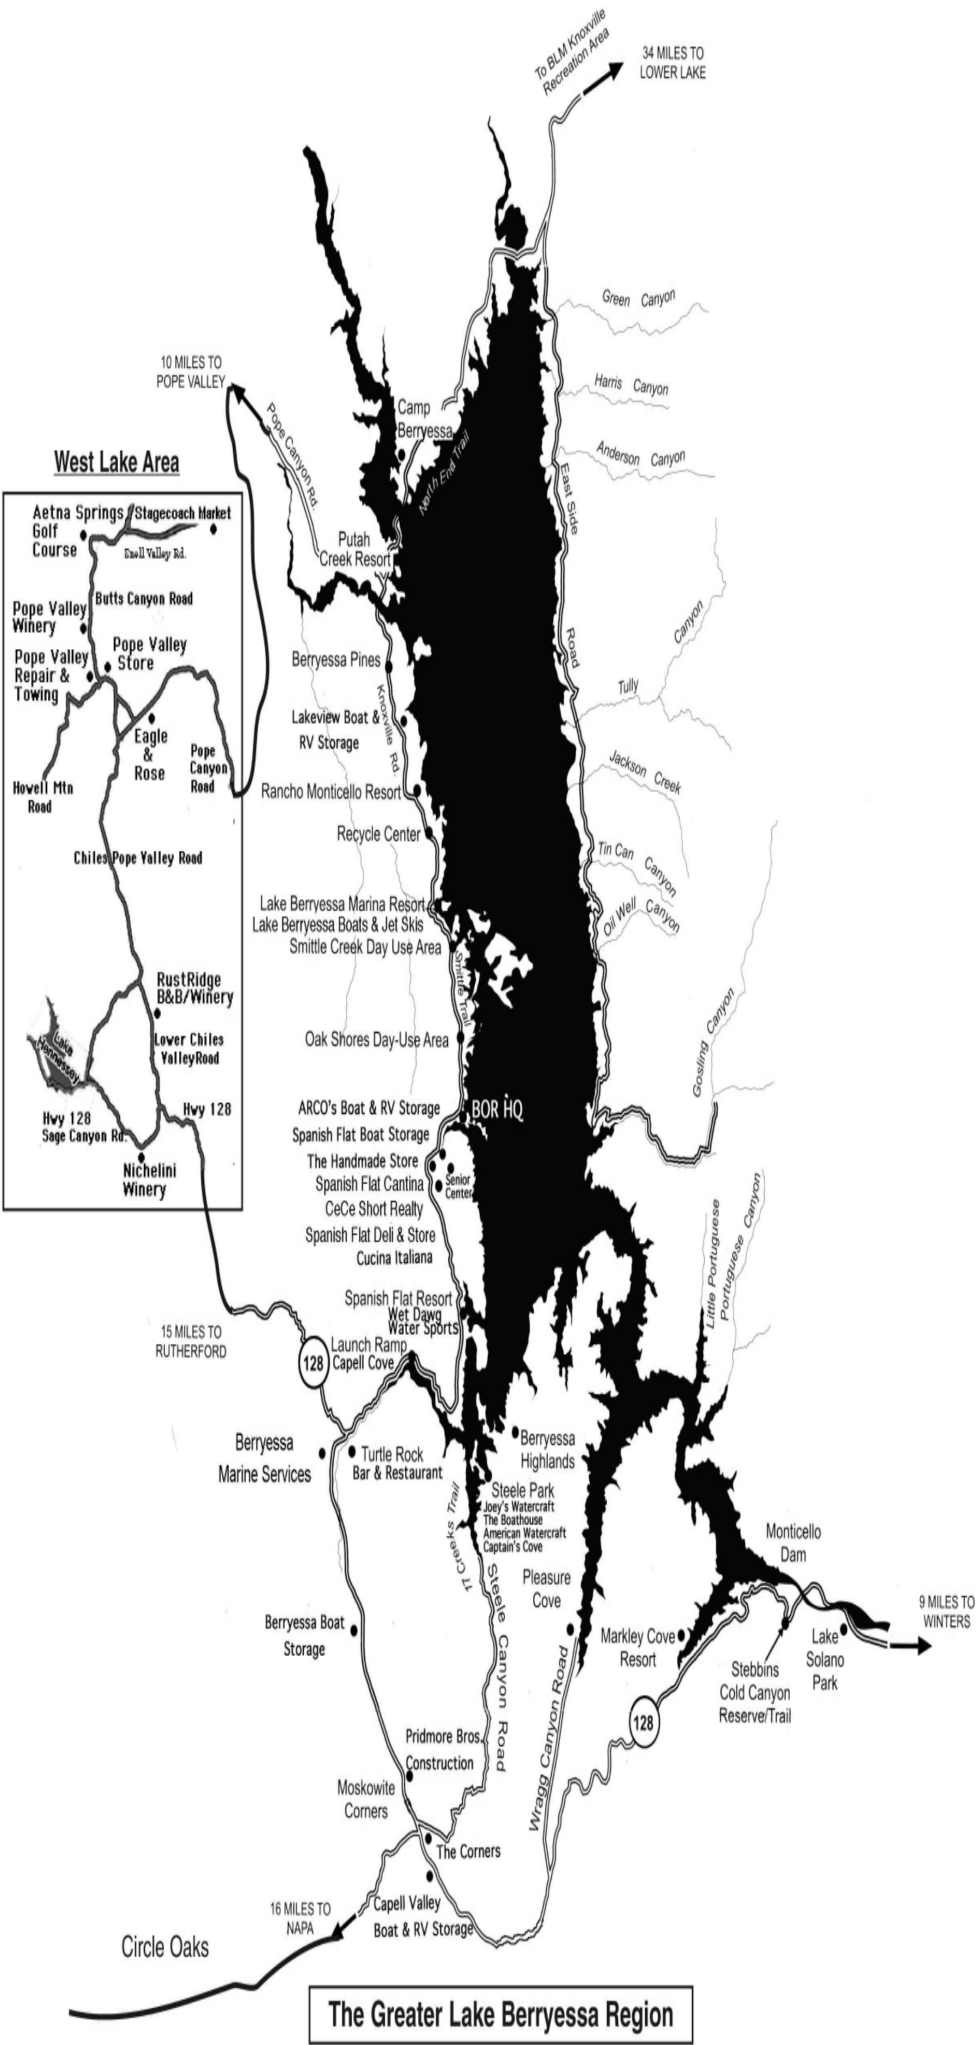 To BLM Knoxville
Recreation Area
34 MILES TO
LOWER LAKE
Green Canyon
10 MILES TO
POPE VALLEY
Harris Canyon
Camp
Berryessa
Pope Canyon Rd.
North End Trail
Anderson Canyon
East Side
Road
West Lake Area
Aetna Springs
Golf
Course
Stagecoach Market
Snell Valley Rd.
Butts Canyon Road
Pope Valley
Winery
Pope Valley
Store
Pope Valley
Repair &
Towing
Eagle
&
Rose
Pope
Canyon
Road
Howell Mtn
Road
Chiles Pope Valley Road
RustRidge
B&B/Winery
Lake
Hennessey
Lower Chiles
ValleyRoad
Hwy 128
Sage Canyon Rd.
Hwy 128
Nichelini
Winery
Putah
Creek Resort
Canyon
Tully
Berryessa Pines
Knoxville Rd.
Lakeview Boat &
RV Storage
Jackson Creek
Rancho Monticello Resort
Recycle Center
Tin Can Canyon
Oil Well Canyon
Lake Berryessa Marina Resort
Lake Berryessa Boats & Jet Skis
Smittle Creek Day Use Area
Smittle Trail
Oak Shores Day-Use Area
Gosling Canyon
ARCO's Boat & RV Storage
BOR HQ
Spanish Flat Boat Storage
The Handmade Store
Spanish Flat Cantina
Senior
Center
CeCe Short Realty
Spanish Flat Deli & Store
Cucina Italiana
Little Portuguese
Portuguese Canyon
Spanish Flat Resort
Wet Dawg
Water Sports
15 MILES TO
RUTHERFORD
128
Launch Ramp
Capell Cove
Berryessa
Marine Services
Turtle Rock
Bar & Restaurant
Berryessa
Highlands
Steele Park
Joey's Watercraft
The Boathouse
American Watercraft
Captain's Cove
17 Creeks Trail
Steele Canyon Road
Monticello
Dam
Pleasure
Cove
9 MILES TO
WINTERS
Berryessa Boat
Storage
Markley Cove
Resort
Lake
Solano
Park
Stebbins
Cold Canyon
Reserve/Trail
Wragg Canyon Road
128
Pridmore Bros.
Construction
Moskowite
Corners
The Corners
16 MILES TO
NAPA
Capell Valley
Boat & RV Storage
Circle Oaks
The Greater Lake Berryessa Region